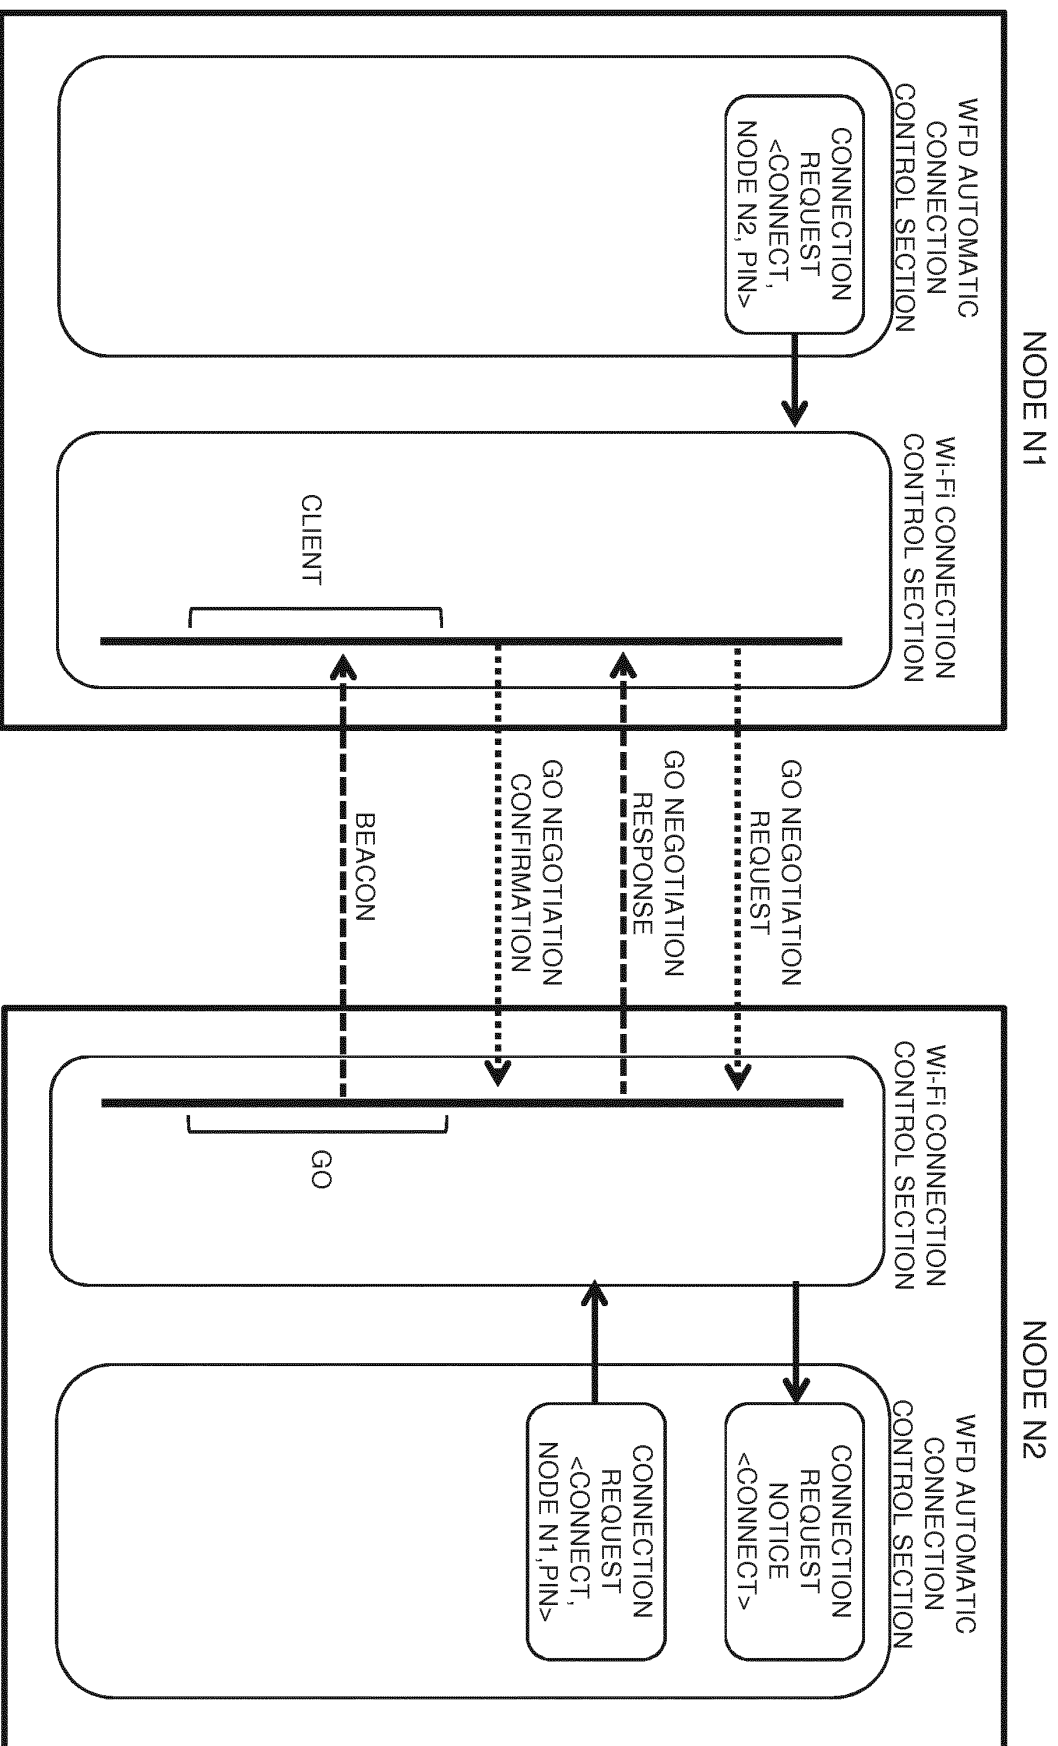 NODE N1
WFD AUTOMATIC
CONNECTION
CONTROL SECTION
CONNECTION
REQUEST
<CONNECT,
NODE N2, PIN>
Wi-Fi CONNECTION
CONTROL SECTION
CLIENT
GO NEGOTIATION
REQUEST
GO NEGOTIATION
RESPONSE
GO NEGOTIATION
CONFIRMATION
BEACON
NODE N2
Wi-Fi CONNECTION
CONTROL SECTION
GO
WFD AUTOMATIC
CONNECTION
CONTROL SECTION
CONNECTION
REQUEST
NOTICE
<CONNECT>
CONNECTION
REQUEST
<CONNECT,
NODE N1,PIN>